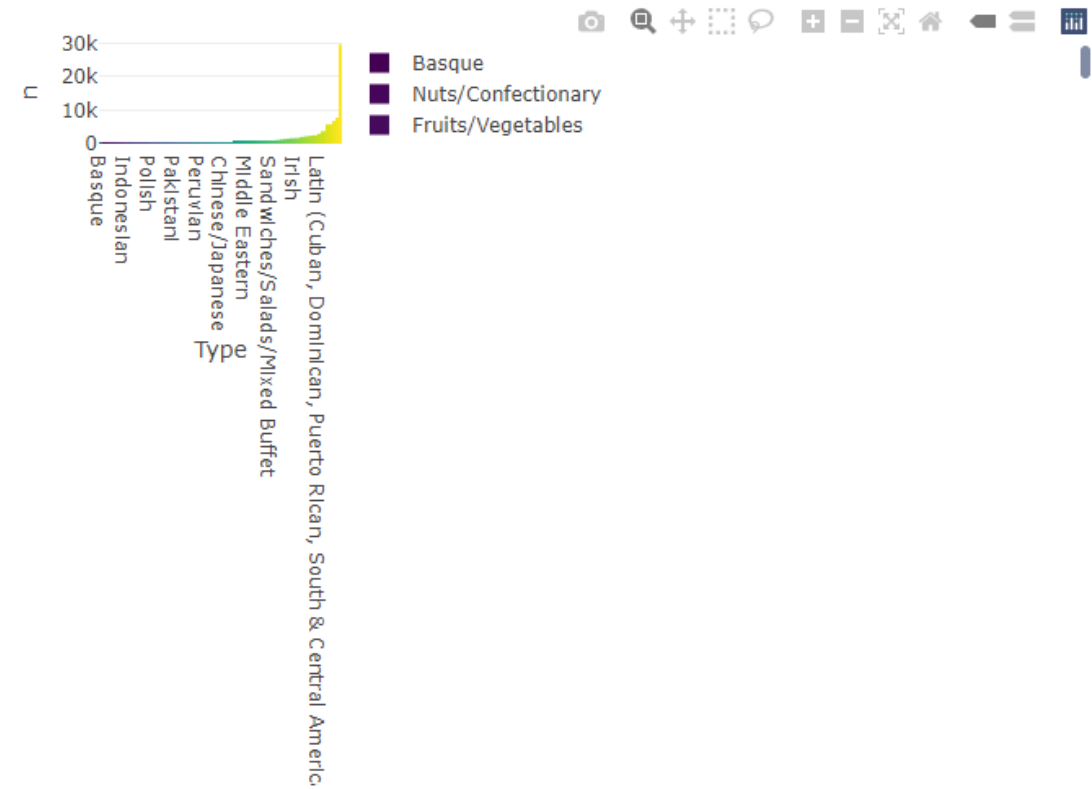 30k
20k
10k
0
n
Basque
Indonesian
Polish
Pakistani
Peruvian
Chinese/Japanese
Middle Eastern
Sandwiches/Salads/Mixed Buffet
Irish
Latin (Cuban, Dominican, Puerto Rican, South & Central Americ
Type
Basque
Nuts/Confectionary
Fruits/Vegetables